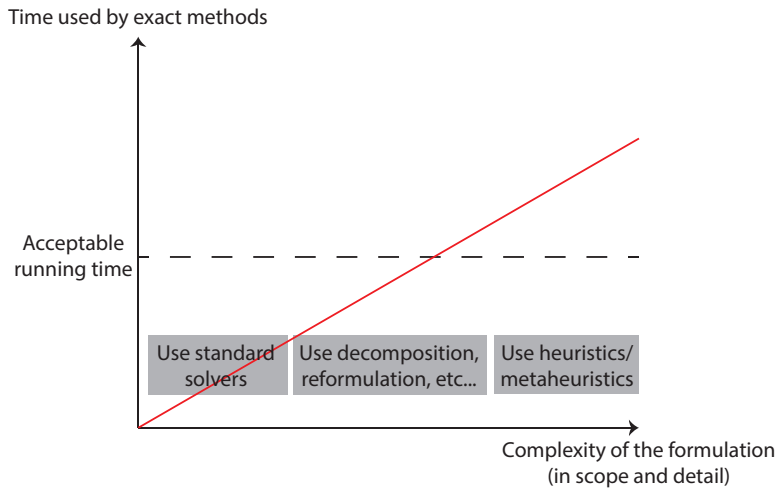 Time used by exact methods
Acceptable
running time
Use standard
solvers
Use decomposition,
reformulation, etc...
Use heuristics/
metaheuristics
Complexity of the formulation
(in scope and detail)